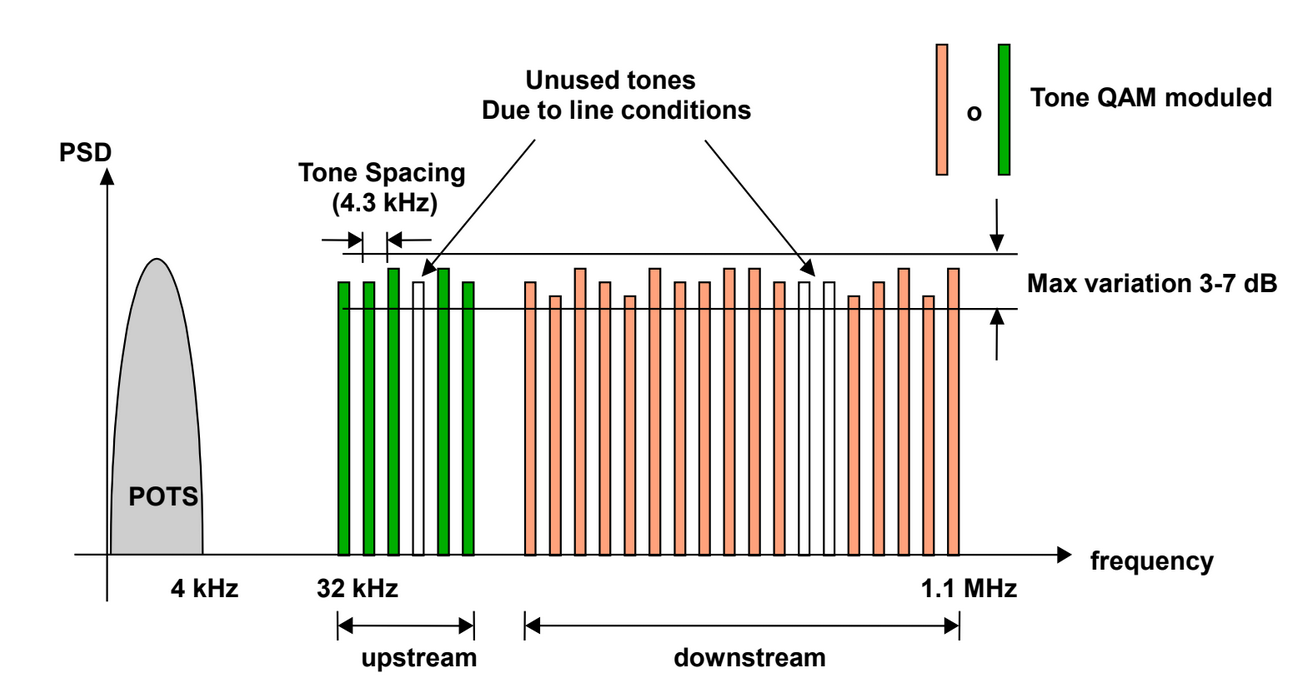 Unused tones
Due to line conditions
o
Tone QAM moduled
PSD
Tone Spacing
(4.3 kHz)
Max variation 3-7 dB
POTS
frequency
4 kHz
32 kHz
1.1 MHz
upstream
downstream